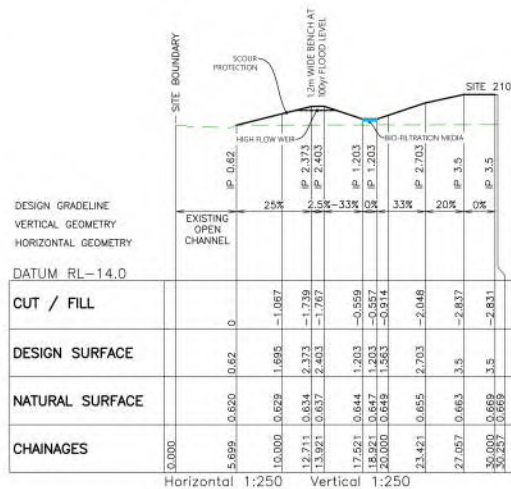 SITE BOUNDARY
SCOUR
PROTECTION
1.2m WIDE BENCH AT
100yr FLOOD LEVEL
SITE 210
HIGH FLOW WEIR
BIO-FILTRATION MEDIA
IP 0.62
IP 2.373
IP 2.403
IP 1.203
IP 1.203
IP 2.703
IP 3.5
IP 3.5
DESIGN GRADELINE
25% 2.5% -33% 0% 33% 20% 0%
VERTICAL GEOMETRY
EXISTING
OPEN
CHANNEL
HORIZONTAL GEOMETRY
DATUM RL-14.0
CUT / FILL 0 -1.067 -1.739 -1.767 -0.559 -0.557 -0.914 -2.048 -2.837 -2.831
DESIGN SURFACE 0.62 1.695 2.373 2.403 1.203 1.203 1.563 2.703 3.5 3.5
NATURAL SURFACE 0.620 0.629 0.634 0.637 0.644 0.647 0.649 0.655 0.663 0.669 0.669
CHAINAGES 0.000 5.699 10.000 12.711 13.921 17.521 18.921 20.000 23.421 27.057 30.000 30.257
Horizontal 1:250 Vertical 1:250